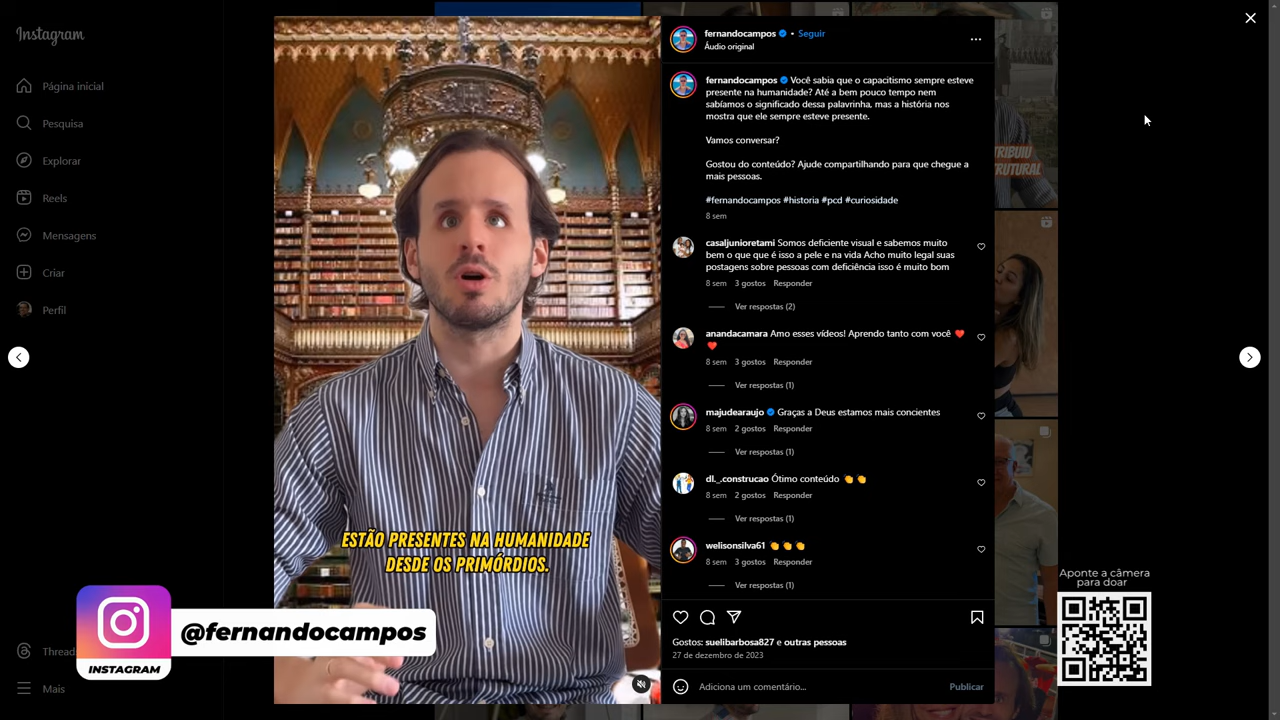 Instagram
Página inicial
Pesquisa
Explorar
Reels
Mensagens
Criar
Perfil
Threads
Mais
ESTÃO PRESENTES NA HUMANIDADE
DESDE OS PRIMÓRDIOS.
@fernandocampos
INSTAGRAM
fernandocampos • Seguir
Áudio original
fernandocampos Você sabia que o capacitismo sempre esteve
presente na humanidade? Até a bem pouco tempo nem
sabíamos o significado dessa palavrinha, mas a história nos
mostra que ele sempre esteve presente.
Vamos conversar?
Gostou do conteúdo? Ajude compartilhando para que chegue a
mais pessoas.
#fernandocampos #historia #pcd #curiosidade
8 sem
casaljunioretami Somos deficiente visual e sabemos muito
bem o que que é isso a pele e na vida Acho muito legal suas
postagens sobre pessoas com deficiência isso é muito bom
8 sem 3 gostos Responder
Ver respostas (2)
anandacamara Amo esses vídeos! Aprendo tanto com você ❤️
❤️
8 sem 3 gostos Responder
Ver respostas (1)
majudearaujo Graças a Deus estamos mais concientes
8 sem 2 gostos Responder
Ver respostas (1)
dl._.construcao Ótimo conteúdo 👏 👏
8 sem 2 gostos Responder
Ver respostas (1)
welisonsilva61 👏 👏 👏
8 sem 3 gostos Responder
Ver respostas (1)
Gostos: suelibarbosa827 e outras pessoas
27 de dezembro de 2023
Adiciona um comentário... Publicar
Aponte a câmera
para doar